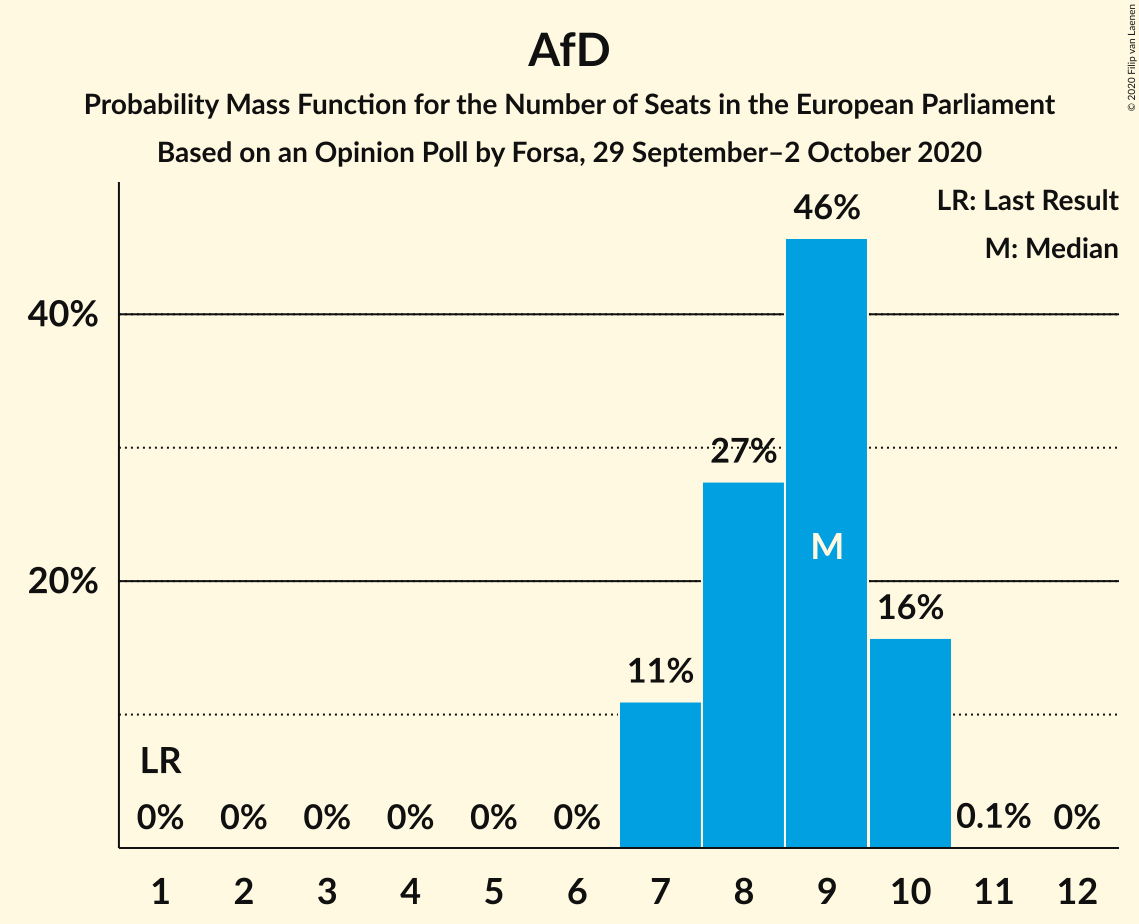 AfD
Probability Mass Function for the Number of Seats in the European Parliament
Based on an Opinion Poll by Forsa, 29 September–2 October 2020
© 2020 Filip van Laenen
LR: Last Result
M: Median
46%
40%
27%
M
20%
16%
11%
LR
0% 0% 0% 0% 0% 0% 0.1% 0%
1 2 3 4 5 6 7 8 9 10 11 12